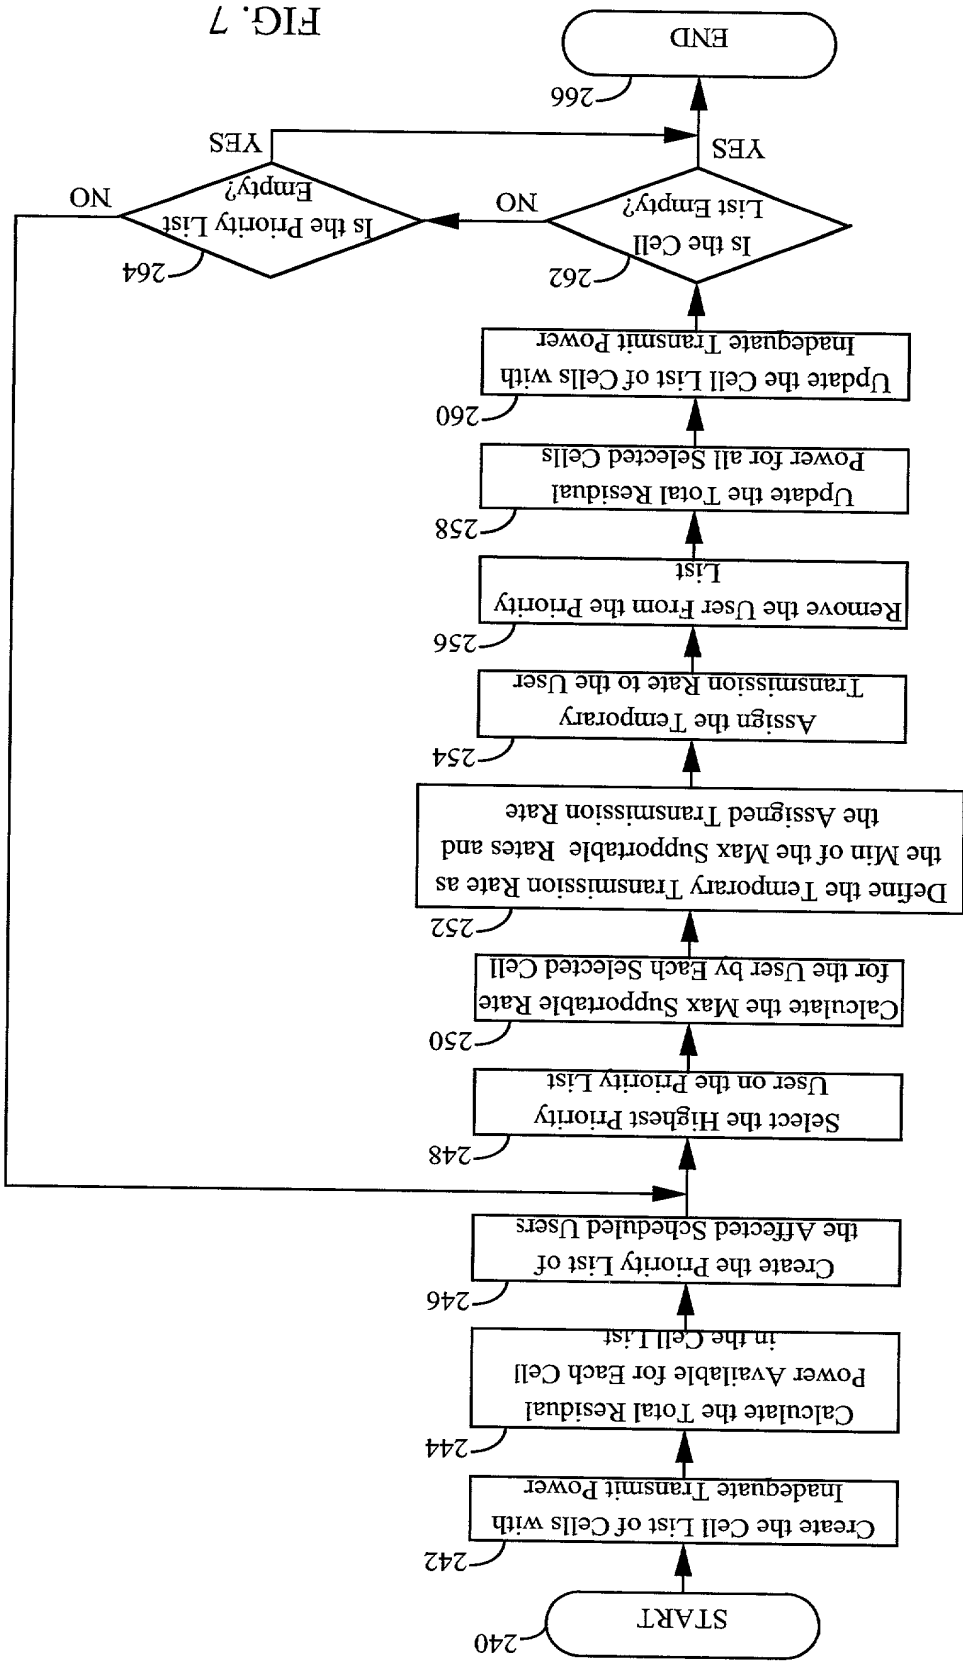 240
START
242
Create the Cell List of Cells with
Inadequate Transmit Power
244
Calculate the Total Residual
Power Available for Each Cell
in the Cell List
246
Create the Priority List of
the Affected Scheduled Users
248
Select the Highest Priority
User on the Priority List
250
Calculate the Max Supportable Rate
for the User by Each Selected Cell
252
Define the Temporary Transmission Rate as
the Min of the Max Supportable Rates and
the Assigned Transmission Rate
254
Assign the Temporary
Transmission Rate to the User
256
Remove the User From the Priority
List
258
Update the Total Residual
Power for all Selected Cells
260
Update the Cell List of Cells with
Inadequate Transmit Power
262
Is the Cell
List Empty?
NO
YES
264
Is the Priority List
Empty?
NO
YES
266
END
FIG. 7